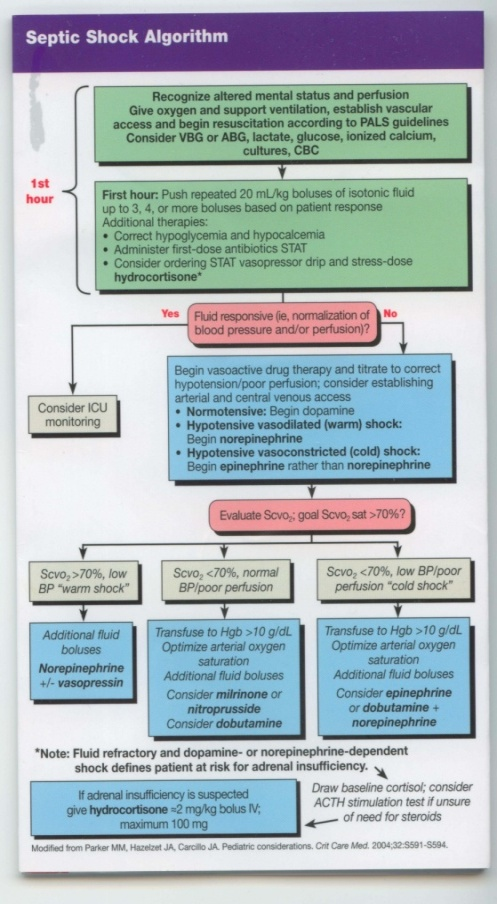 Septic Shock Algorithm
Recognize altered mental status and perfusion
Give oxygen and support ventilation, establish vascular
access and begin resuscitation according to PALS guidelines
Consider VBG or ABG, lactate, glucose, ionized calcium,
cultures, CBC
1st
hour
First hour: Push repeated 20 mL/kg boluses of isotonic fluid
up to 3, 4, or more boluses based on patient response
Additional therapies:
• Correct hypoglycemia and hypocalcemia
• Administer first-dose antibiotics STAT
• Consider ordering STAT vasopressor drip and stress-dose
hydrocortisone*
Yes
Fluid responsive (ie, normalization of
blood pressure and/or perfusion)?
No
Consider ICU
monitoring
Begin vasoactive drug therapy and titrate to correct
hypotension/poor perfusion; consider establishing
arterial and central venous access
• Normotensive: Begin dopamine
• Hypotensive vasodilated (warm) shock:
Begin norepinephrine
• Hypotensive vasoconstricted (cold) shock:
Begin epinephrine rather than norepinephrine
Evaluate Scvo₂; goal Scvo₂ sat >70%?
Scvo₂ >70%, low
BP "warm shock"
Scvo₂ <70%, normal
BP/poor perfusion
Scvo₂ <70%, low BP/poor
perfusion "cold shock"
Additional fluid
boluses
Norepinephrine
+/- vasopressin
Transfuse to Hgb >10 g/dL
Optimize arterial oxygen
saturation
Additional fluid boluses
Consider milrinone or
nitroprusside
Consider dobutamine
Transfuse to Hgb >10 g/dL
Optimize arterial oxygen
saturation
Additional fluid boluses
Consider epinephrine
or dobutamine +
norepinephrine
*Note: Fluid refractory and dopamine- or norepinephrine-dependent
shock defines patient at risk for adrenal insufficiency.
Draw baseline cortisol; consider
ACTH stimulation test if unsure
of need for steroids
If adrenal insufficiency is suspected
give hydrocortisone ≈2 mg/kg bolus IV;
maximum 100 mg
Modified from Parker MM, Hazelzet JA, Carcillo JA. Pediatric considerations. Crit Care Med. 2004;32:S591-S594.